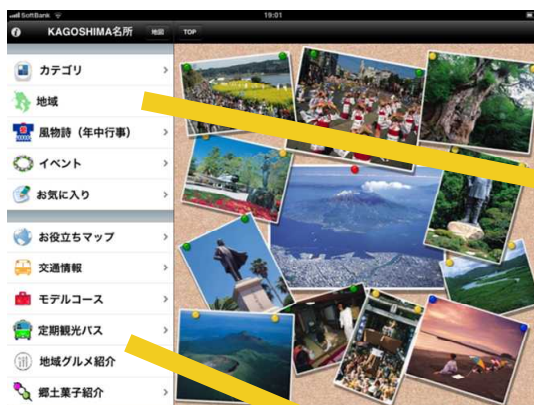 SoftBank 19:01
KAGOSHIMA名所 地図 TOP
カテゴリ
地域
風物詩（年中行事）
イベント
お気に入り
お役立ちマップ
交通情報
モデルコース
定期観光バス
地域グルメ紹介
郷土菓子紹介